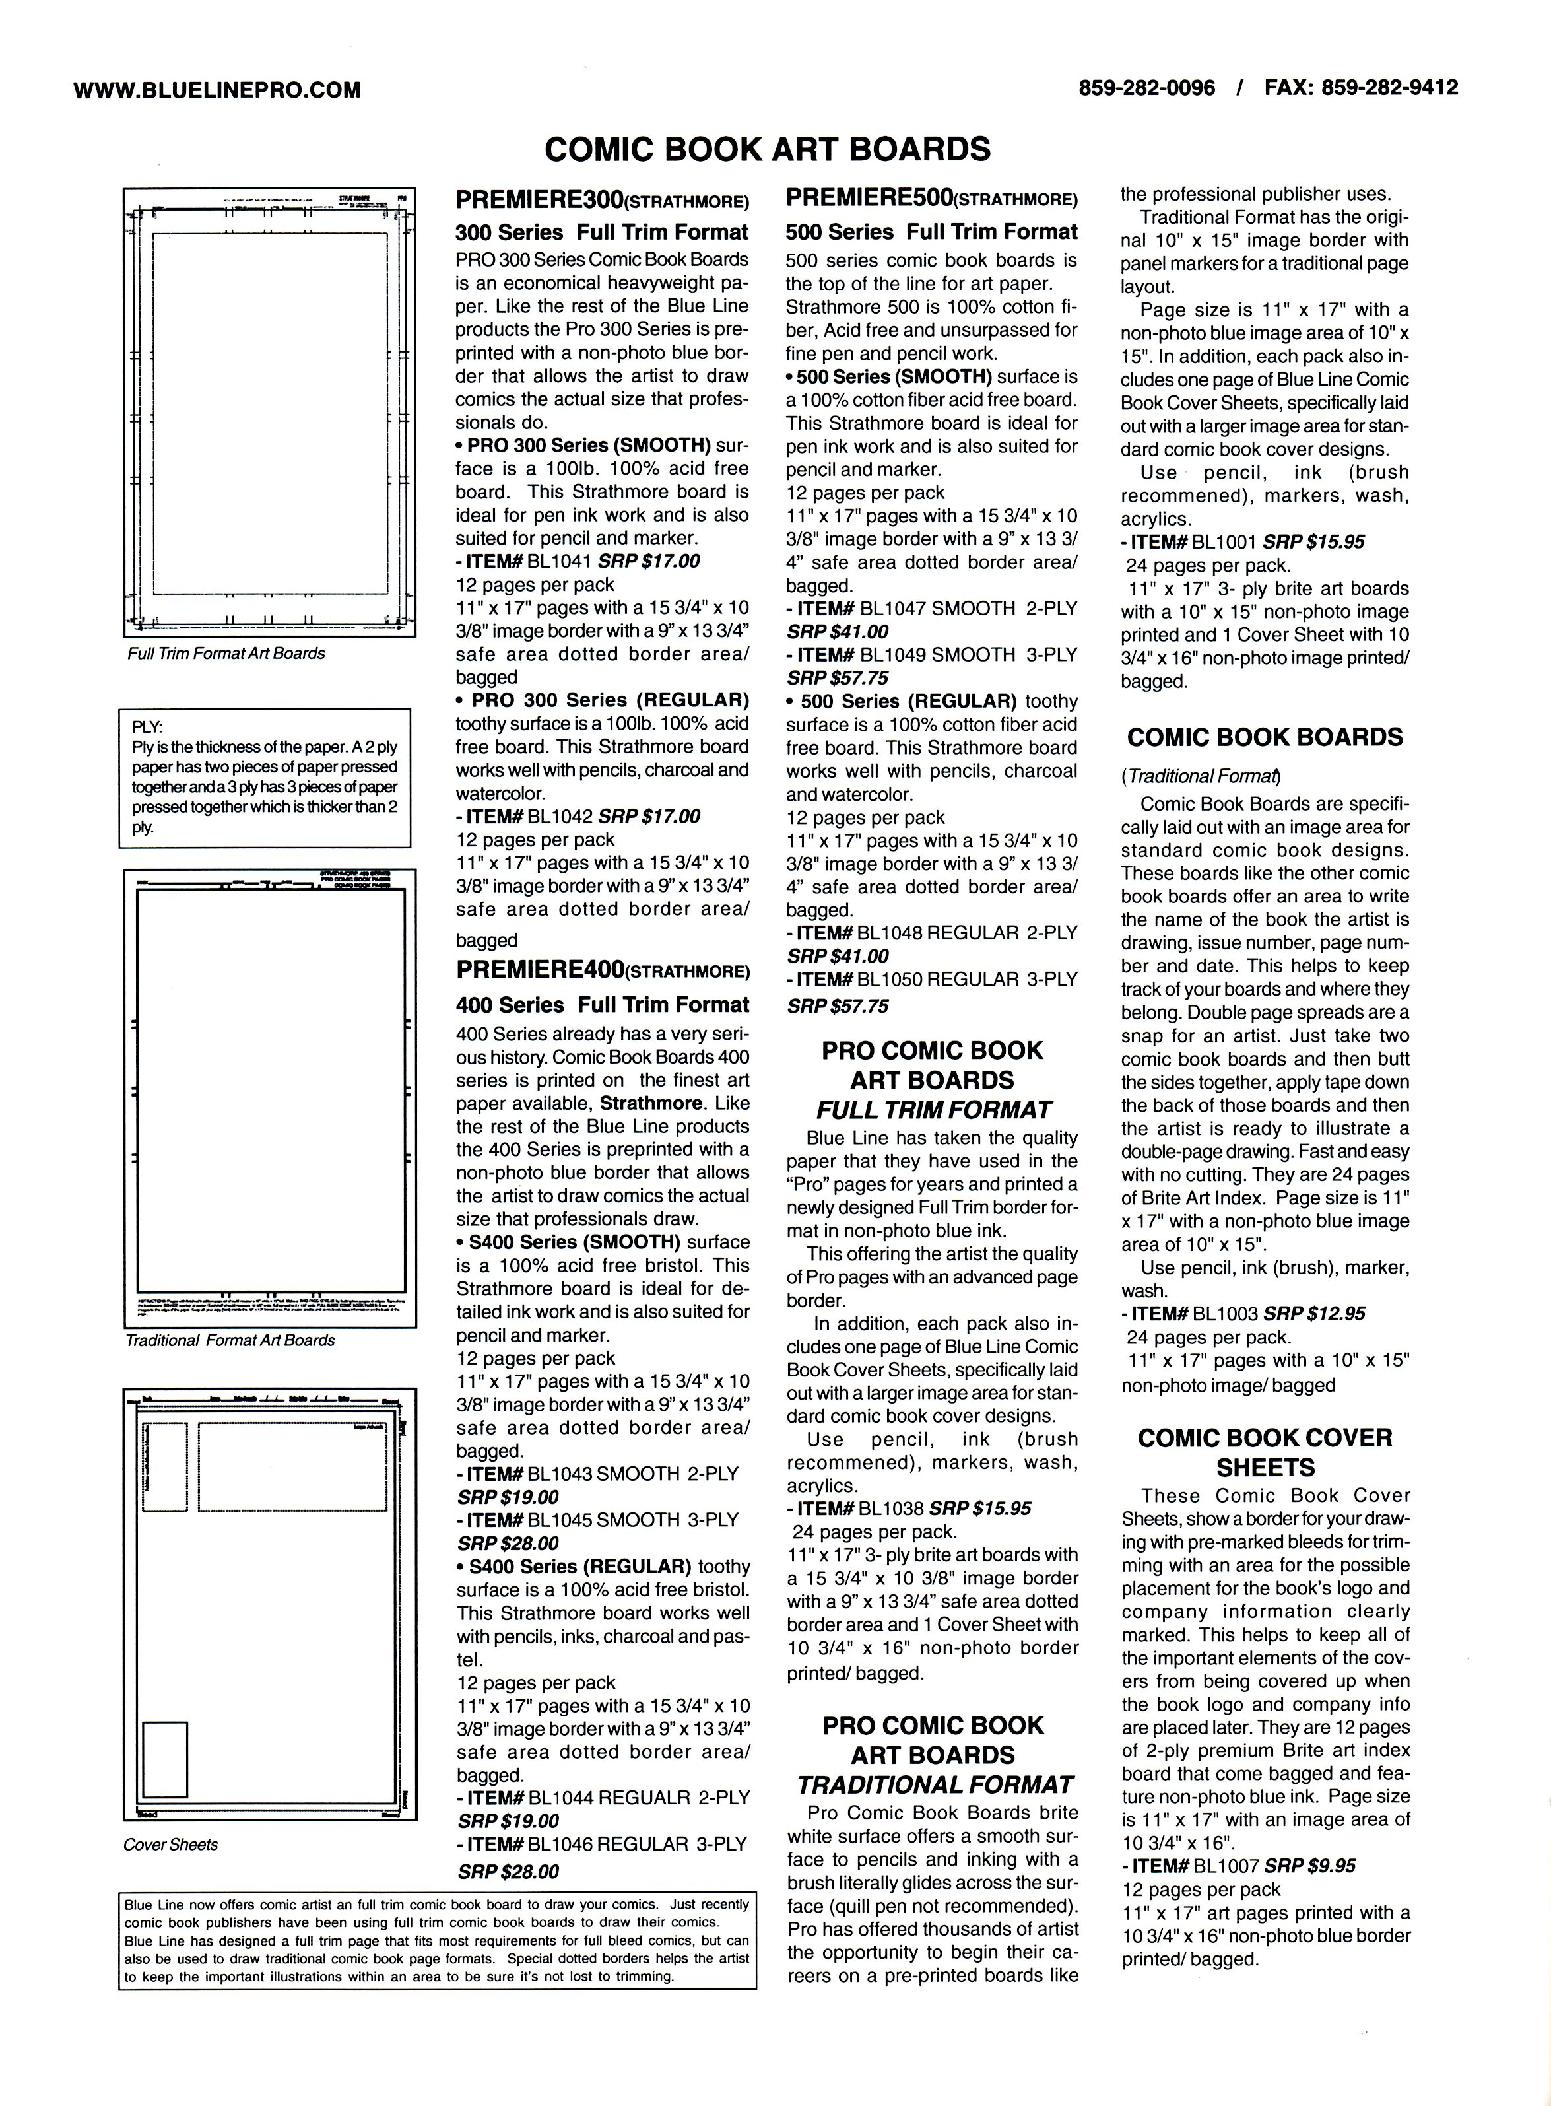 WWW.BLUELINEPRO.COM
859-282-0096 / FAX: 859-282-9412
COMIC BOOK ART BOARDS
Full Trim Format Art Boards
PLY:
Ply is the thickness of the paper. A 2 ply
paper has two pieces of paper pressed
together and a 3 ply has 3 pieces of paper
pressed together which is thicker than 2
ply.
Traditional Format Art Boards
Cover Sheets
PREMIERE300(STRATHMORE)
300 Series Full Trim Format
PRO 300 Series Comic Book Boards
is an economical heavyweight pa-
per. Like the rest of the Blue Line
products the Pro 300 Series is pre-
printed with a non-photo blue bor-
der that allows the artist to draw
comics the actual size that profes-
sionals do.
• PRO 300 Series (SMOOTH) sur-
face is a 100lb. 100% acid free
board. This Strathmore board is
ideal for pen ink work and is also
suited for pencil and marker.
- ITEM# BL1041 SRP $17.00
12 pages per pack
11" x 17" pages with a 15 3/4" x 10
3/8" image border with a 9” x 13 3/4”
safe area dotted border area/
bagged
• PRO 300 Series (REGULAR)
toothy surface is a 100lb. 100% acid
free board. This Strathmore board
works well with pencils, charcoal and
watercolor.
- ITEM# BL1042 SRP $17.00
12 pages per pack
11" x 17" pages with a 15 3/4" x 10
3/8" image border with a 9” x 13 3/4”
safe area dotted border area/
bagged
PREMIERE400(STRATHMORE)
400 Series Full Trim Format
400 Series already has a very seri-
ous history. Comic Book Boards 400
series is printed on the finest art
paper available, Strathmore. Like
the rest of the Blue Line products
the 400 Series is preprinted with a
non-photo blue border that allows
the artist to draw comics the actual
size that professionals draw.
• S400 Series (SMOOTH) surface
is a 100% acid free bristol. This
Strathmore board is ideal for de-
tailed ink work and is also suited for
pencil and marker.
12 pages per pack
11" x 17" pages with a 15 3/4" x 10
3/8" image border with a 9” x 13 3/4”
safe area dotted border area/
bagged.
- ITEM# BL1043 SMOOTH 2-PLY
SRP $19.00
- ITEM# BL1045 SMOOTH 3-PLY
SRP $28.00
• S400 Series (REGULAR) toothy
surface is a 100% acid free bristol.
This Strathmore board works well
with pencils, inks, charcoal and pas-
tel.
12 pages per pack
11" x 17" pages with a 15 3/4" x 10
3/8" image border with a 9” x 13 3/4”
safe area dotted border area/
bagged.
- ITEM# BL1044 REGUALR 2-PLY
SRP $19.00
- ITEM# BL1046 REGULAR 3-PLY
SRP $28.00
Blue Line now offers comic artist an full trim comic book board to draw your comics. Just recently
comic book publishers have been using full trim comic book boards to draw their comics.
Blue Line has designed a full trim page that fits most requirements for full bleed comics, but can
also be used to draw traditional comic book page formats. Special dotted borders helps the artist
to keep the important illustrations within an area to be sure it's not lost to trimming.
PREMIERE500(STRATHMORE)
500 Series Full Trim Format
500 series comic book boards is
the top of the line for art paper.
Strathmore 500 is 100% cotton fi-
ber, Acid free and unsurpassed for
fine pen and pencil work.
• 500 Series (SMOOTH) surface is
a 100% cotton fiber acid free board.
This Strathmore board is ideal for
pen ink work and is also suited for
pencil and marker.
12 pages per pack
11" x 17" pages with a 15 3/4" x 10
3/8" image border with a 9” x 13 3/
4” safe area dotted border area/
bagged.
- ITEM# BL1047 SMOOTH 2-PLY
SRP $41.00
- ITEM# BL1049 SMOOTH 3-PLY
SRP $57.75
• 500 Series (REGULAR) toothy
surface is a 100% cotton fiber acid
free board. This Strathmore board
works well with pencils, charcoal
and watercolor.
12 pages per pack
11" x 17" pages with a 15 3/4" x 10
3/8" image border with a 9” x 13 3/
4” safe area dotted border area/
bagged.
- ITEM# BL1048 REGULAR 2-PLY
SRP $41.00
- ITEM# BL1050 REGULAR 3-PLY
SRP $57.75
PRO COMIC BOOK
ART BOARDS
FULL TRIM FORMAT
Blue Line has taken the quality
paper that they have used in the
“Pro” pages for years and printed a
newly designed Full Trim border for-
mat in non-photo blue ink.
This offering the artist the quality
of Pro pages with an advanced page
border.
In addition, each pack also in-
cludes one page of Blue Line Comic
Book Cover Sheets, specifically laid
out with a larger image area for stan-
dard comic book cover designs.
Use pencil, ink (brush
recommened), markers, wash,
acrylics.
- ITEM# BL1038 SRP $15.95
24 pages per pack.
11" x 17" 3- ply brite art boards with
a 15 3/4" x 10 3/8" image border
with a 9” x 13 3/4” safe area dotted
border area and 1 Cover Sheet with
10 3/4" x 16" non-photo border
printed/ bagged.
PRO COMIC BOOK
ART BOARDS
TRADITIONAL FORMAT
Pro Comic Book Boards brite
white surface offers a smooth sur-
face to pencils and inking with a
brush literally glides across the sur-
face (quill pen not recommended).
Pro has offered thousands of artist
the opportunity to begin their ca-
reers on a pre-printed boards like
the professional publisher uses.
Traditional Format has the origi-
nal 10" x 15" image border with
panel markers for a traditional page
layout.
Page size is 11" x 17" with a
non-photo blue image area of 10" x
15". In addition, each pack also in-
cludes one page of Blue Line Comic
Book Cover Sheets, specifically laid
out with a larger image area for stan-
dard comic book cover designs.
Use pencil, ink (brush
recommened), markers, wash,
acrylics.
- ITEM# BL1001 SRP $15.95
24 pages per pack.
11" x 17" 3- ply brite art boards
with a 10" x 15" non-photo image
printed and 1 Cover Sheet with 10
3/4" x 16" non-photo image printed/
bagged.
COMIC BOOK BOARDS
(Traditional Format)
Comic Book Boards are specifi-
cally laid out with an image area for
standard comic book designs.
These boards like the other comic
book boards offer an area to write
the name of the book the artist is
drawing, issue number, page num-
ber and date. This helps to keep
track of your boards and where they
belong. Double page spreads are a
snap for an artist. Just take two
comic book boards and then butt
the sides together, apply tape down
the back of those boards and then
the artist is ready to illustrate a
double-page drawing. Fast and easy
with no cutting. They are 24 pages
of Brite Art Index. Page size is 11"
x 17" with a non-photo blue image
area of 10" x 15".
Use pencil, ink (brush), marker,
wash.
- ITEM# BL1003 SRP $12.95
24 pages per pack.
11" x 17" pages with a 10" x 15"
non-photo image/ bagged
COMIC BOOK COVER
SHEETS
These Comic Book Cover
Sheets, show a border for your draw-
ing with pre-marked bleeds for trim-
ming with an area for the possible
placement for the book's logo and
company information clearly
marked. This helps to keep all of
the important elements of the cov-
ers from being covered up when
the book logo and company info
are placed later. They are 12 pages
of 2-ply premium Brite art index
board that come bagged and fea-
ture non-photo blue ink. Page size
is 11" x 17" with an image area of
10 3/4" x 16".
- ITEM# BL1007 SRP $9.95
12 pages per pack
11" x 17" art pages printed with a
10 3/4" x 16" non-photo blue border
printed/ bagged.